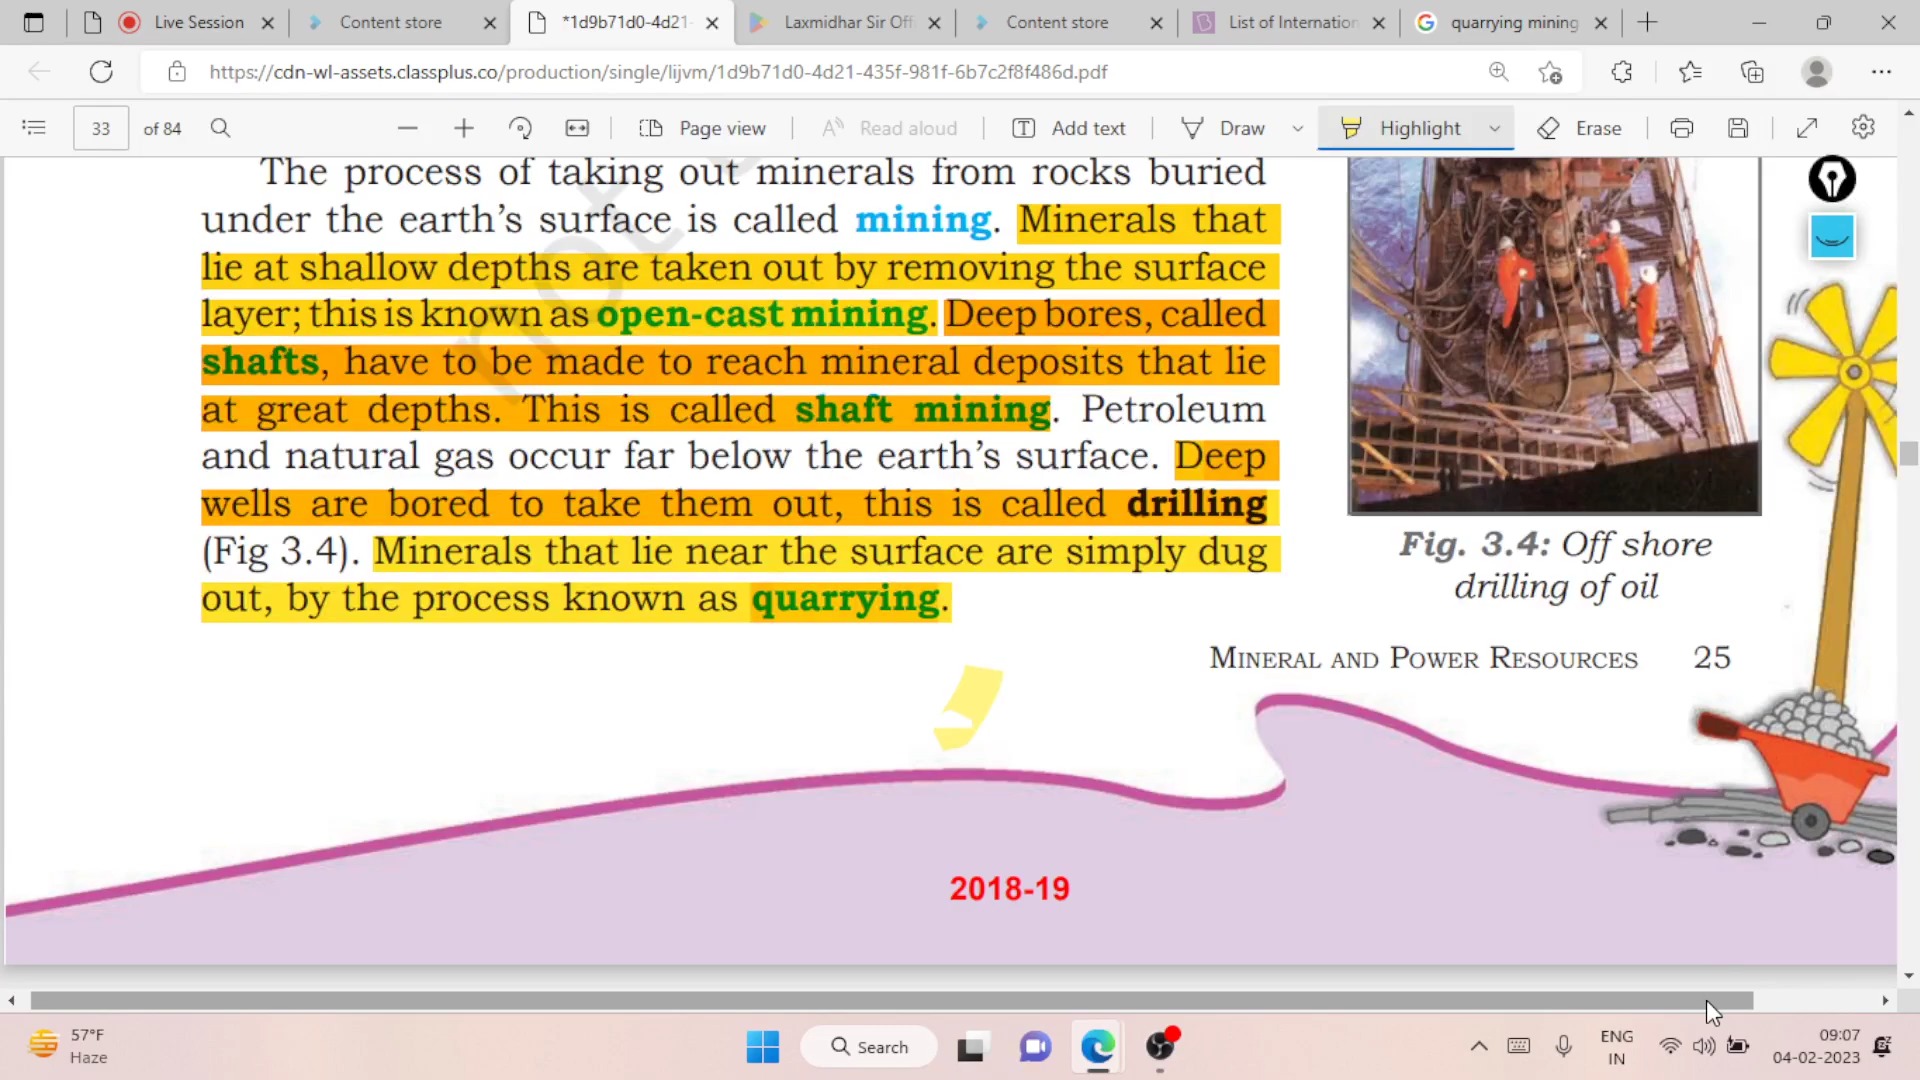 Live Session
Content store
*1d9b71d0-4d21-
Laxmidhar Sir Offi
Content store
List of Internation
quarrying mining
https://cdn-wl-assets.classplus.co/production/single/lijvm/1d9b71d0-4d21-435f-981f-6b7c2f8f486d.pdf
33 of 84
Page view
Read aloud
Add text
Draw
Highlight
Erase
The process of taking out minerals from rocks buried
under the earth’s surface is called mining. Minerals that
lie at shallow depths are taken out by removing the surface
layer; this is known as open-cast mining. Deep bores, called
shafts, have to be made to reach mineral deposits that lie
at great depths. This is called shaft mining. Petroleum
and natural gas occur far below the earth’s surface. Deep
wells are bored to take them out, this is called drilling
(Fig 3.4). Minerals that lie near the surface are simply dug
out, by the process known as quarrying.
not
Fig. 3.4: Off shore
drilling of oil
MINERAL AND POWER RESOURCES 25
2018-19
57°F
Haze
Search
ENG
IN
09:07
04-02-2023